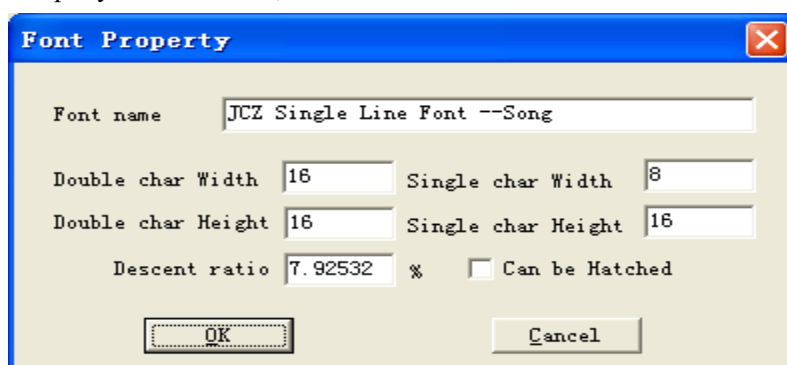 Font Property
Font name JCZ Single Line Font --Song
Double char Width 16 Single char Width 8
Double char Height 16 Single char Height 16
Descent ratio 7.92532 % Can be Hatched
OK Cancel